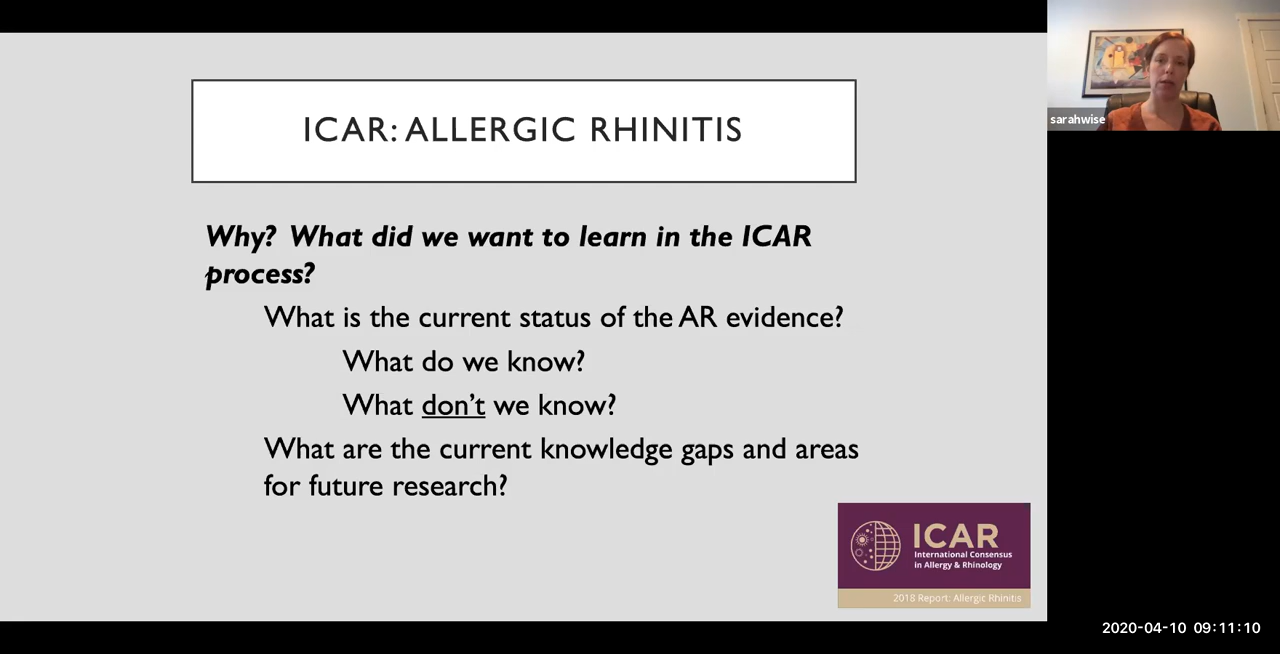 ICAR: ALLERGIC RHINITIS
sarahwise
Why? What did we want to learn in the ICAR
process?
What is the current status of the AR evidence?
What do we know?
What don't we know?
What are the current knowledge gaps and areas
for future research?
ICAR
International Consensus
in Allergy & Rhinology
2018 Report: Allergic Rhinitis
2020-04-10 09:11:10